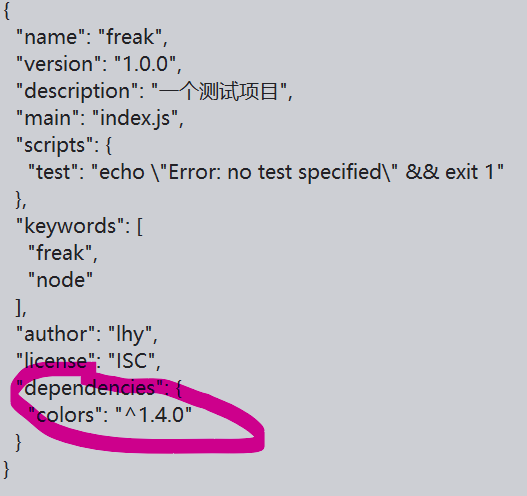 {
"name": "freak",
"version": "1.0.0",
"description": "一个测试项目",
"main": "index.js",
"scripts": {
"test": "echo \"Error: no test specified\" && exit 1"
},
"keywords": [
"freak",
"node"
],
"author": "lhy",
"license": "ISC",
"dependencies": {
"colors": "^1.4.0"
}
}